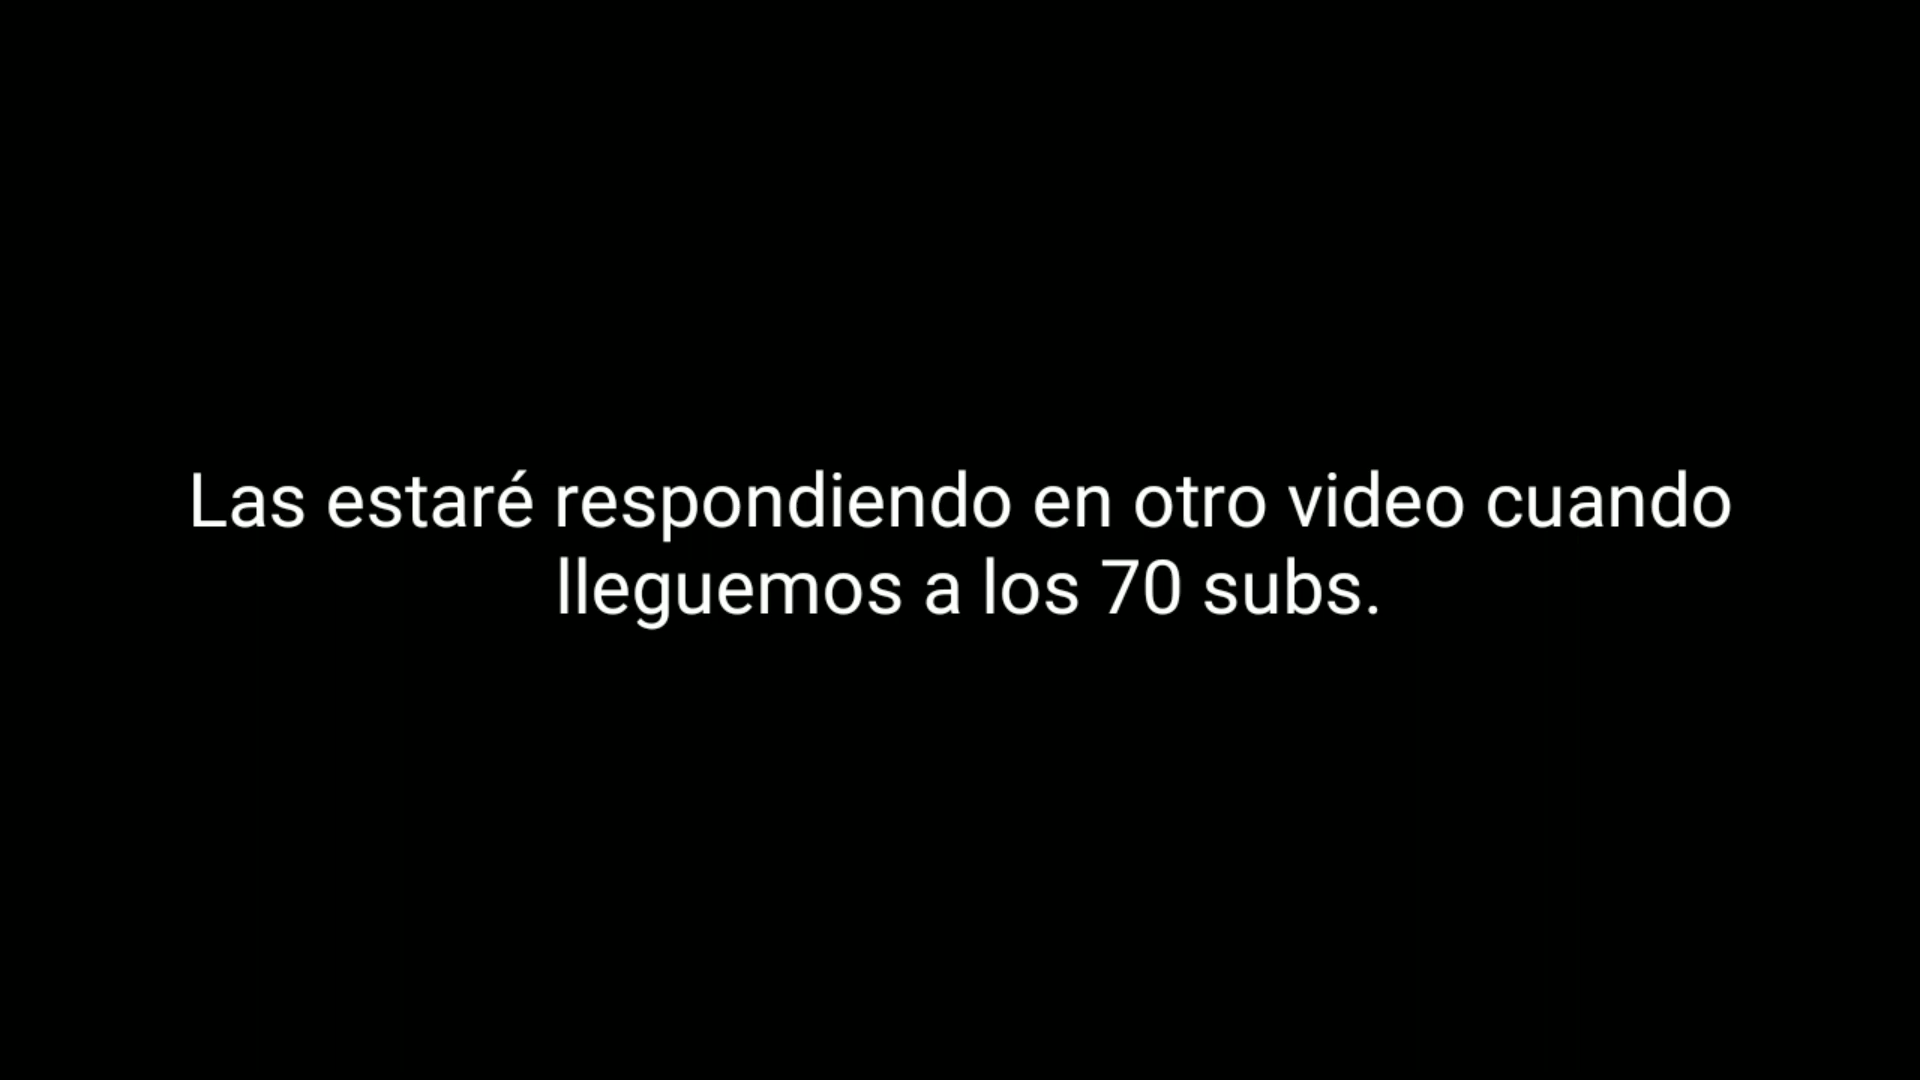 Las estaré respondiendo en otro video cuando
lleguemos a los 70 subs.